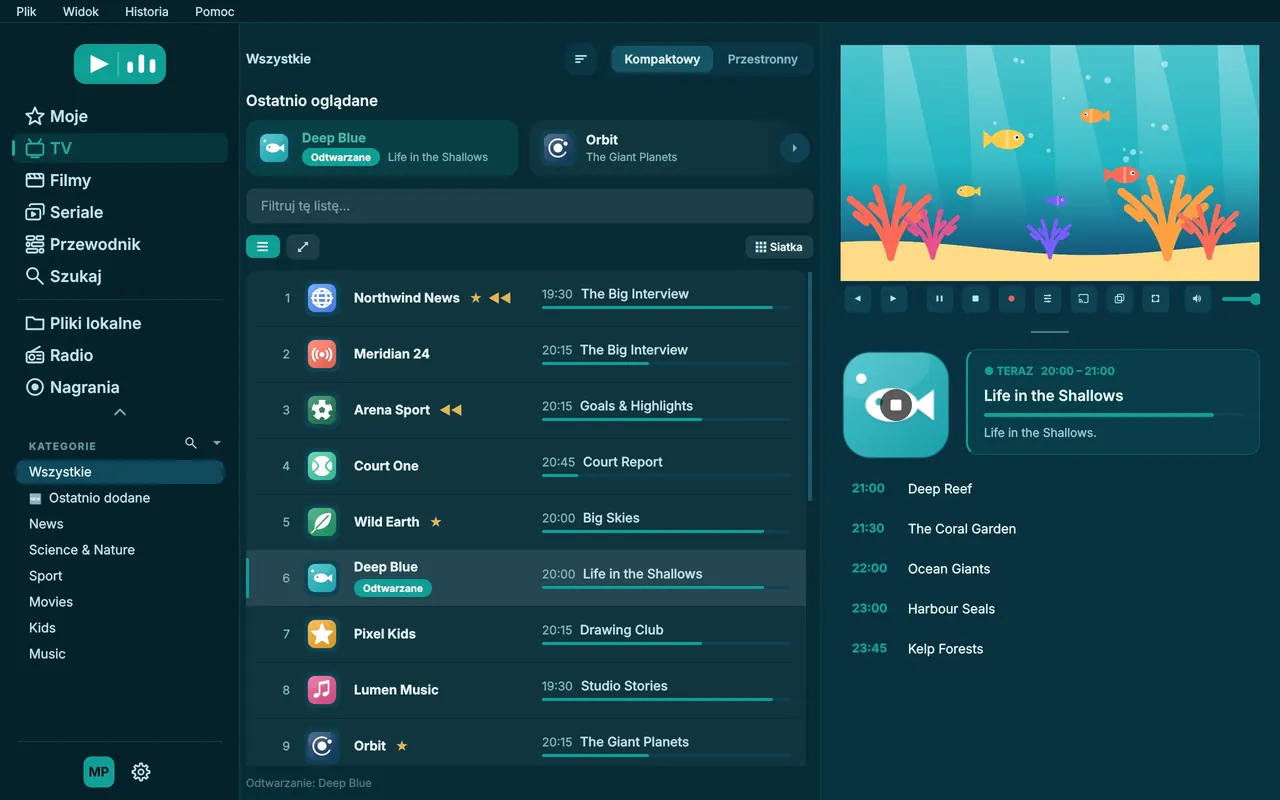 Plik Widok Historia Pomoc
Moje
TV
Filmy
Seriale
Przewodnik
Szukaj
Pliki lokalne
Radio
Nagrania
KATEGORIE
Wszystkie
Ostatnio dodane
News
Science & Nature
Sport
Movies
Kids
Music
MP
Wszystkie
Kompaktowy Przestronny
Ostatnio oglądane
Deep Blue
Odtwarzane Life in the Shallows
Orbit
The Giant Planets
Filtruj tę listę...
Siatka
1 Northwind News 19:30 The Big Interview
2 Meridian 24 20:15 The Big Interview
3 Arena Sport 20:15 Goals & Highlights
4 Court One 20:45 Court Report
5 Wild Earth 20:00 Big Skies
6 Deep Blue 20:00 Life in the Shallows
Odtwarzane
7 Pixel Kids 20:15 Drawing Club
8 Lumen Music 19:30 Studio Stories
9 Orbit 20:15 The Giant Planets
Odtwarzanie: Deep Blue
TERAZ 20:00 – 21:00
Life in the Shallows
Life in the Shallows.
21:00 Deep Reef
21:30 The Coral Garden
22:00 Ocean Giants
23:00 Harbour Seals
23:45 Kelp Forests